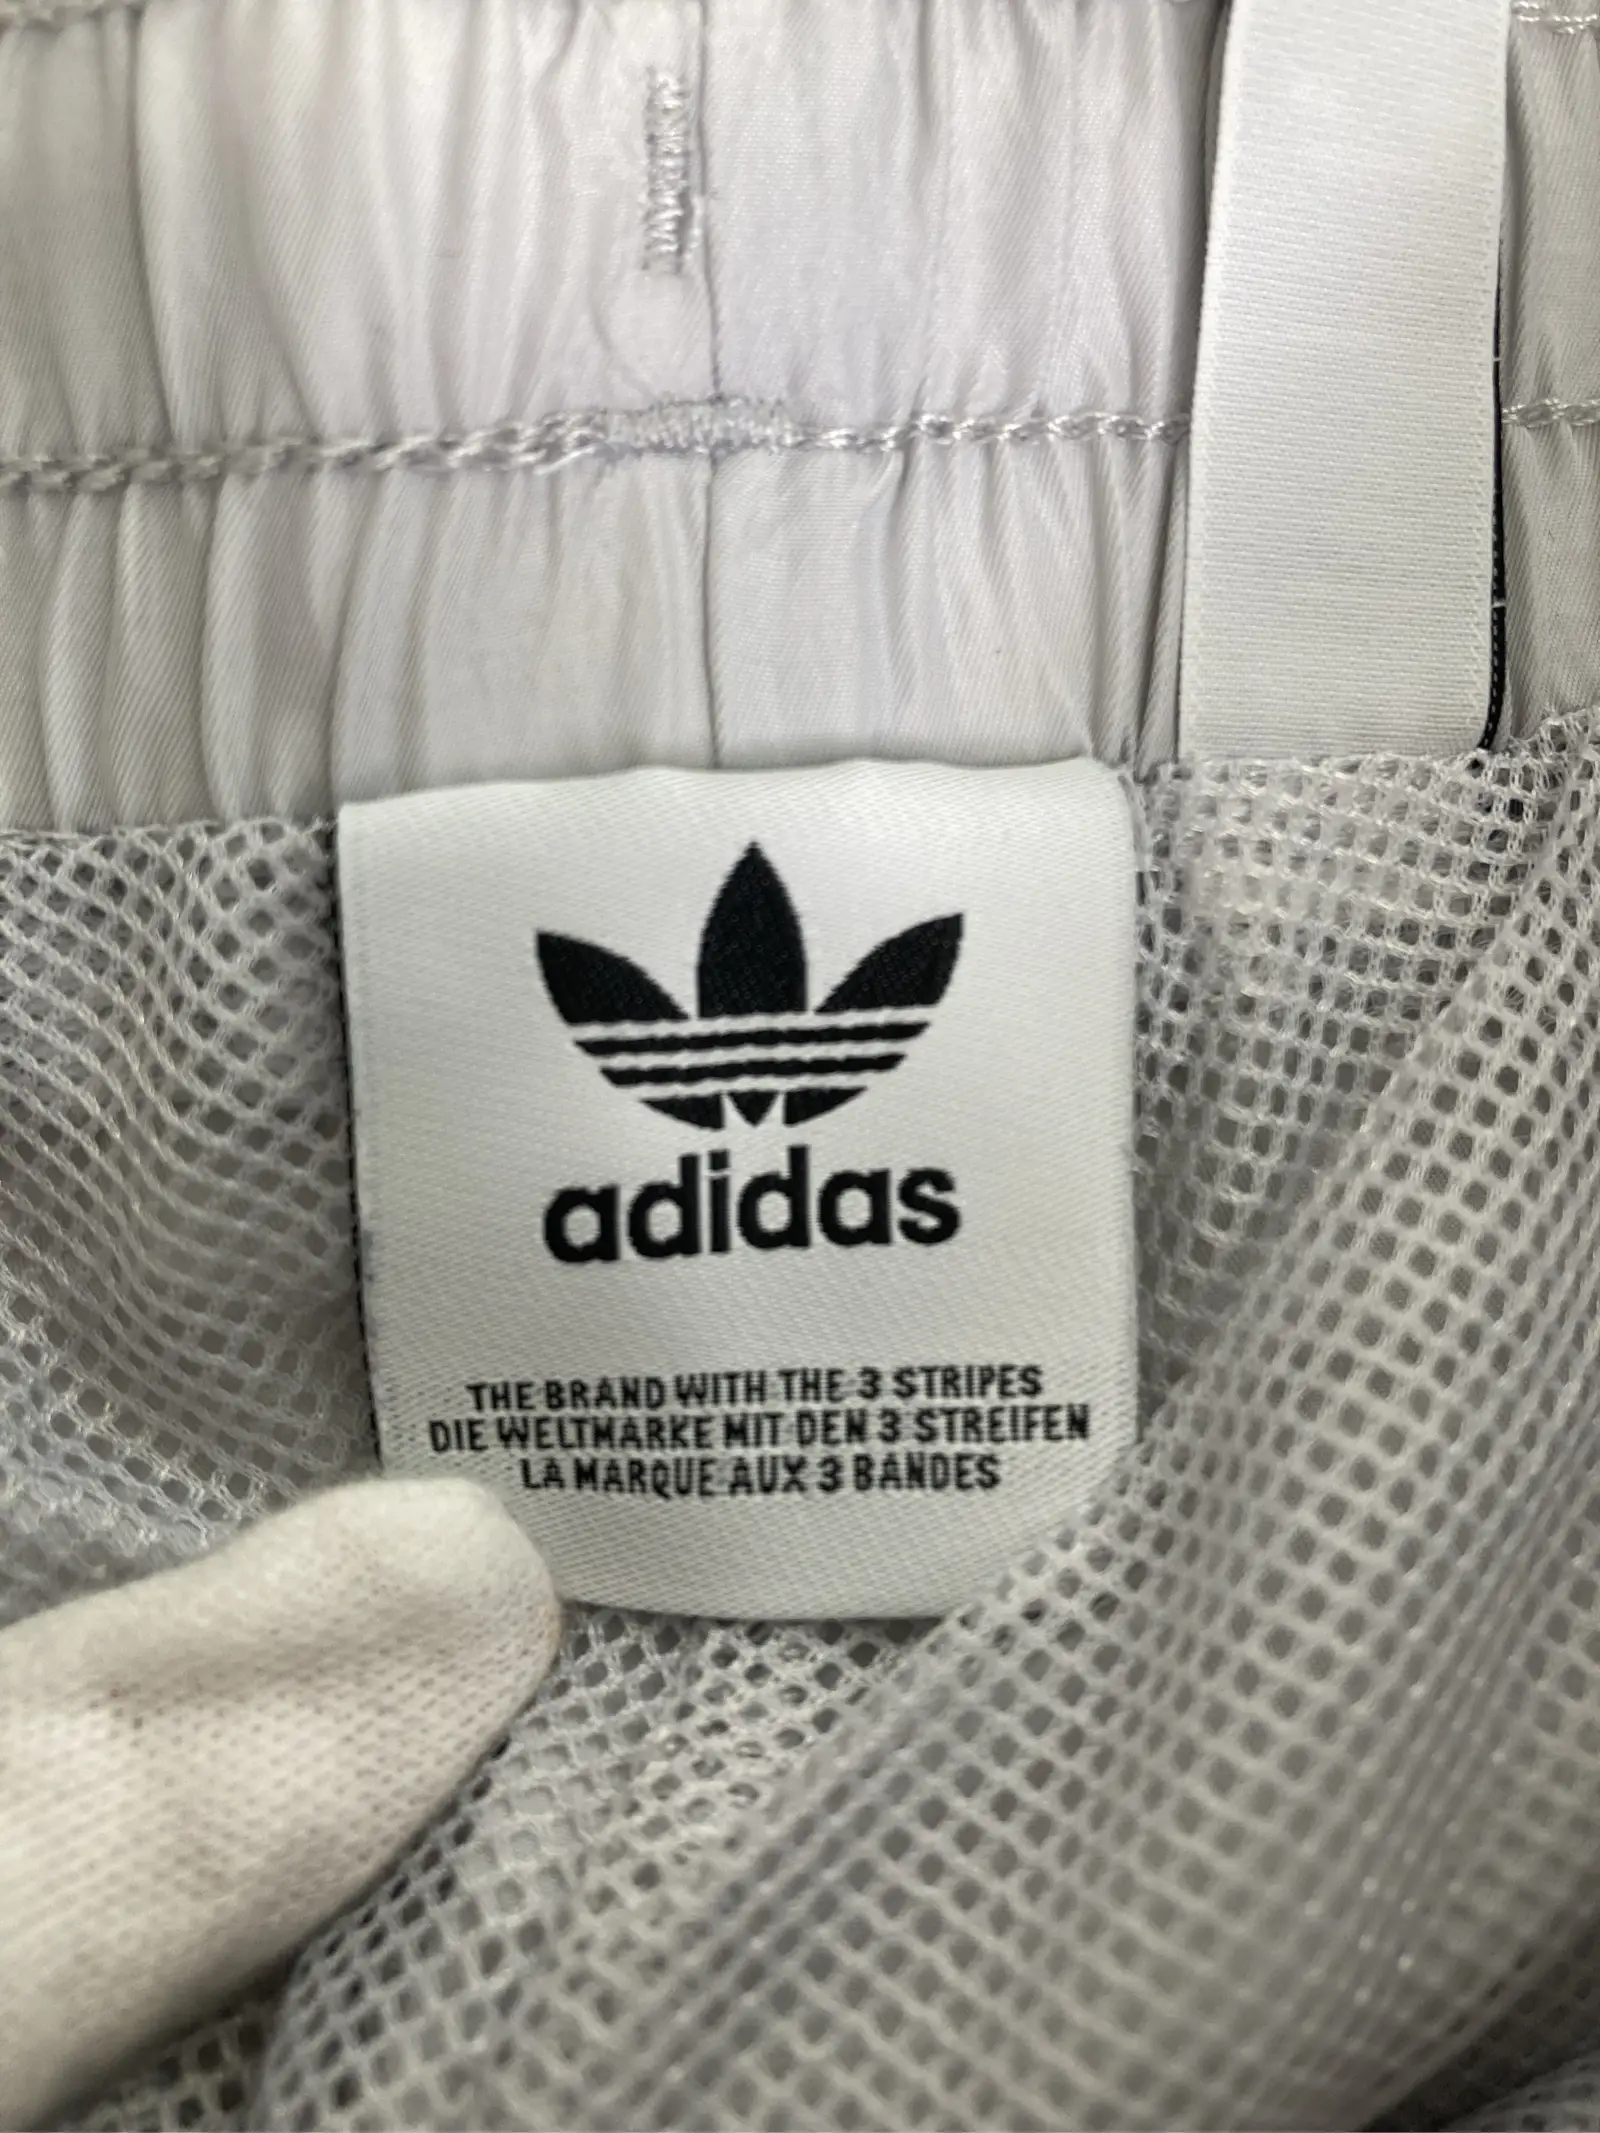 adidas
THE BRAND WITH THE 3 STRIPES
DIE WELTMARKE MIT DEN 3 STREIFEN
LA MARQUE AUX 3 BANDES